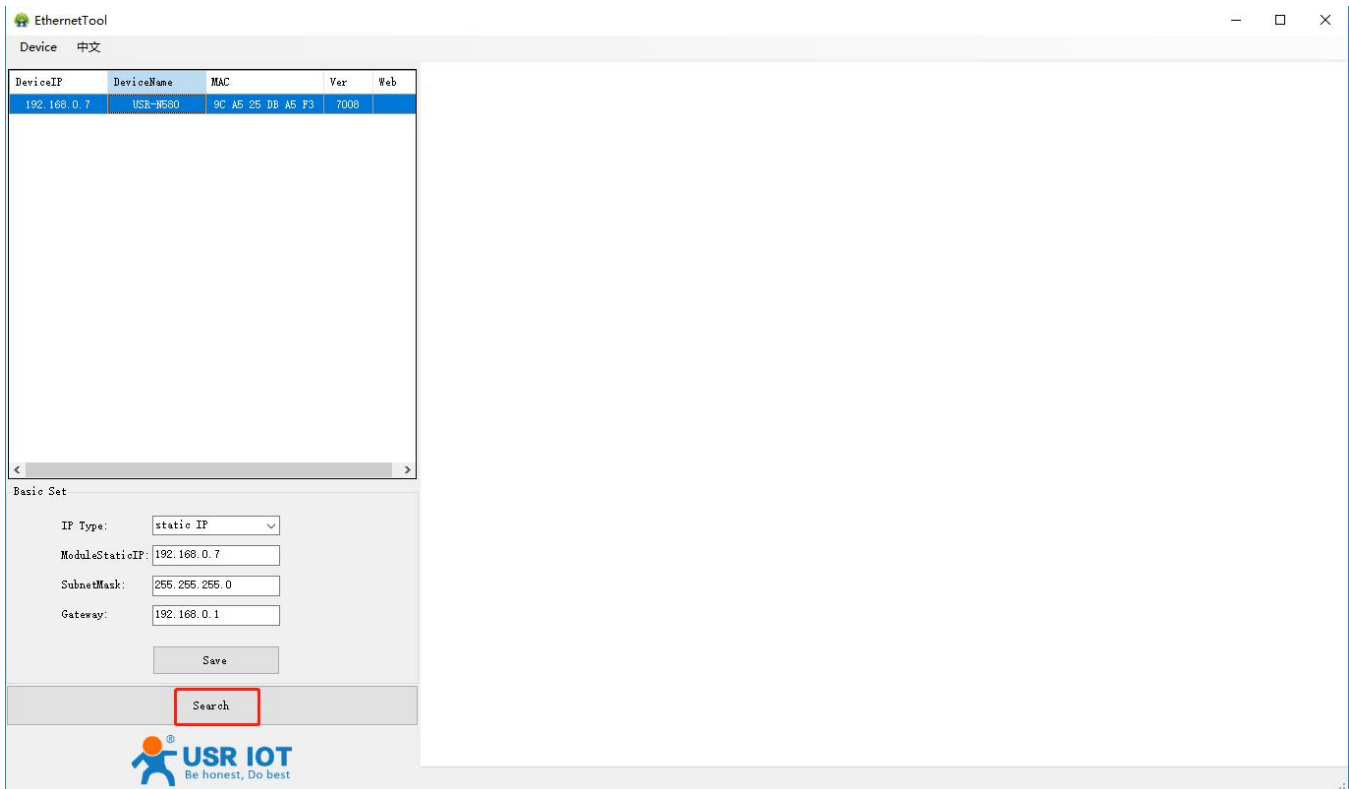 EthernetTool
Device 中文
DeviceIP DeviceName MAC Ver Web
192.168.0.7 USR-N580 9C A5 25 DB A5 F3 7008
Basic Set
IP Type: static IP
ModuleStaticIP: 192.168.0.7
SubnetMask: 255.255.255.0
Gateway: 192.168.0.1
Save
Search
®
USR IOT
Be honest, Do best